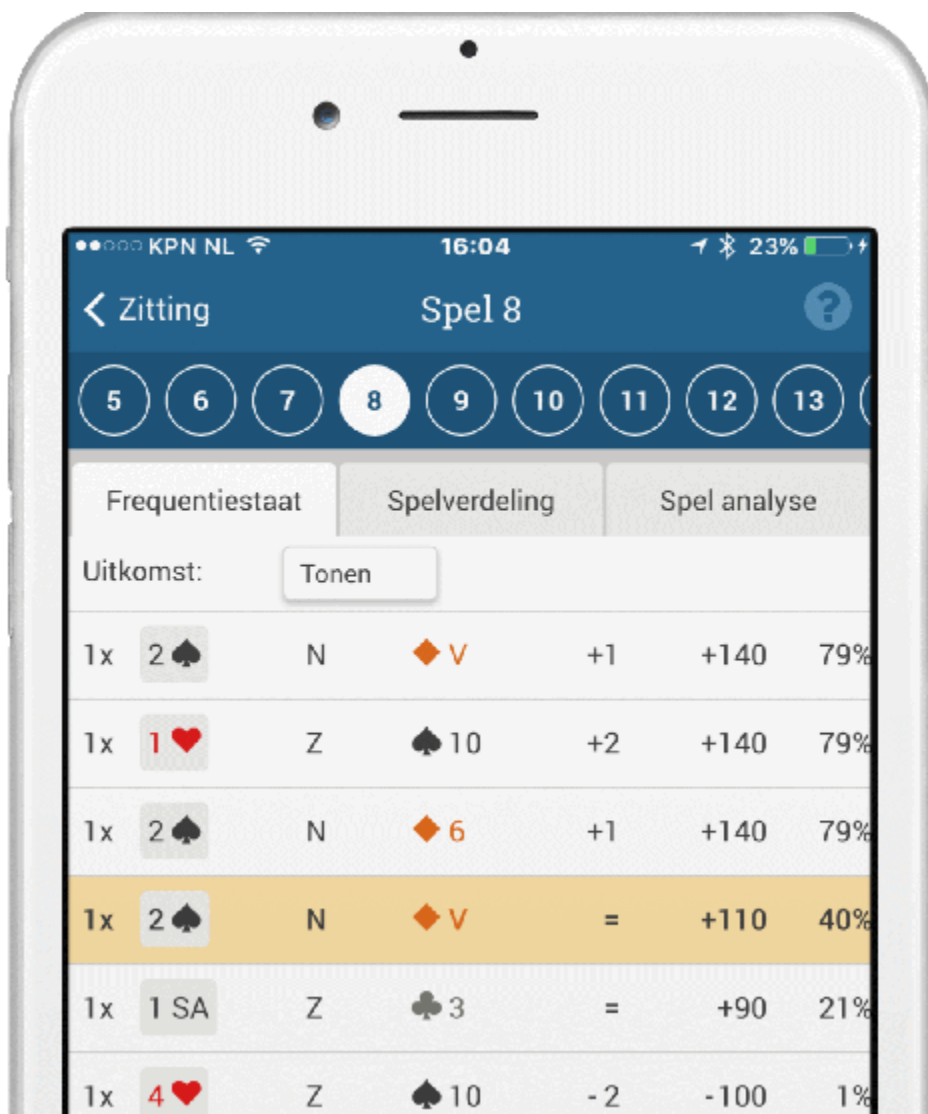 KPN NL 16:04 23%
Zitting Spel 8 ?
5 6 7 8 9 10 11 12 13
Frequentiestaat Spelverdeling Spel analyse
Uitkomst: Tonen
1x 2♠ N ♦ V +1 +140 79%
1x 1♥ Z ♠ 10 +2 +140 79%
1x 2♠ N ♦ 6 +1 +140 79%
1x 2♠ N ♦ V = +110 40%
1x 1 SA Z ♣ 3 = +90 21%
1x 4♥ Z ♠ 10 - 2 -100 1%